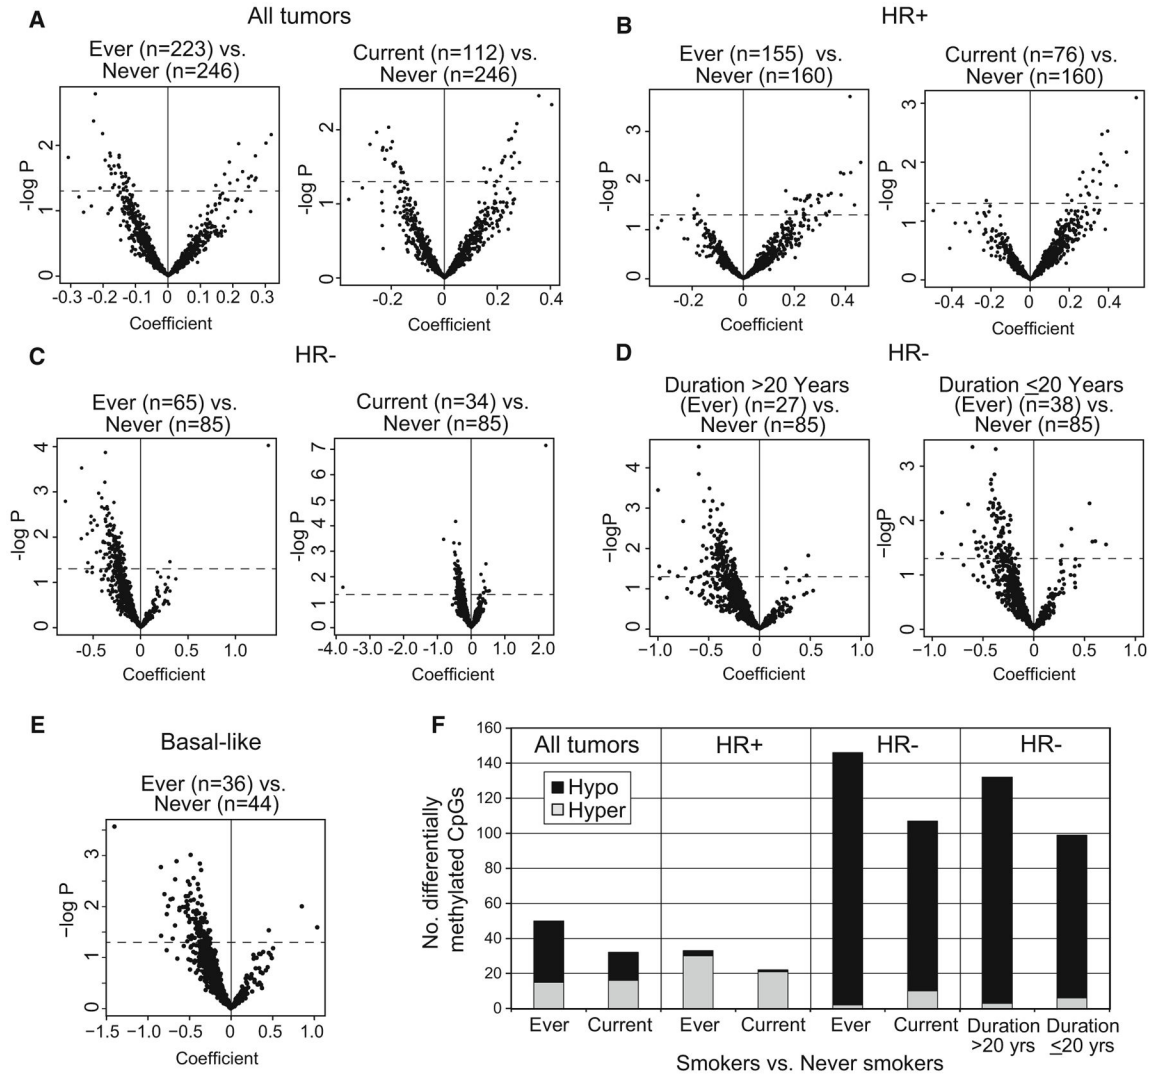 A
All tumors
Ever (n=223) vs.
Never (n=246)
-log P
2
1
0
-0.3
-0.1
0
0.1
0.2
0.3
Coefficient
Current (n=112) vs.
Never (n=246)
-log P
2
1
0
-0.2
0
0.2
0.4
Coefficient
B
HR+
Ever (n=155) vs.
Never (n=160)
-log P
3
2
1
0
-0.2
0
0.2
0.4
Coefficient
Current (n=76) vs.
Never (n=160)
-log P
3
2
1
0
-0.4
-0.2
0
0.2
0.4
Coefficient
C
HR-
Ever (n=65) vs.
Never (n=85)
-log P
4
3
2
1
0
-0.5
0
0.5
1.0
Coefficient
Current (n=34) vs.
Never (n=85)
-log P
7
6
5
4
3
2
1
0
-4.0
-3.0
-2.0
-1.0
0
1.0
2.0
Coefficient
D
HR-
Duration >20 Years
(Ever) (n=27) vs.
Never (n=85)
-logP
4
3
2
1
0
−1.0
−0.5
0
0.5
1.0
Coefficient
Duration ≤20 Years
(Ever) (n=38) vs.
Never (n=85)
−logP
3
2
1
0
−1.0
−0.5
0
0.5
1.0
Coefficient
E
Basal-like
Ever (n=36) vs.
Never (n=44)
−log P
3
2
1
0
−1.5
−1.0
−0.5
0
0.5
1.0
Coefficient
F
No. differentially
methylated CpGs
160
140
120
100
80
60
40
20
0
All tumors
HR+
HR-
HR-
Hypo
Hyper
Ever
Current
Ever
Current
Ever
Current
Duration
>20 yrs
Duration
≤20 yrs
Smokers vs. Never smokers